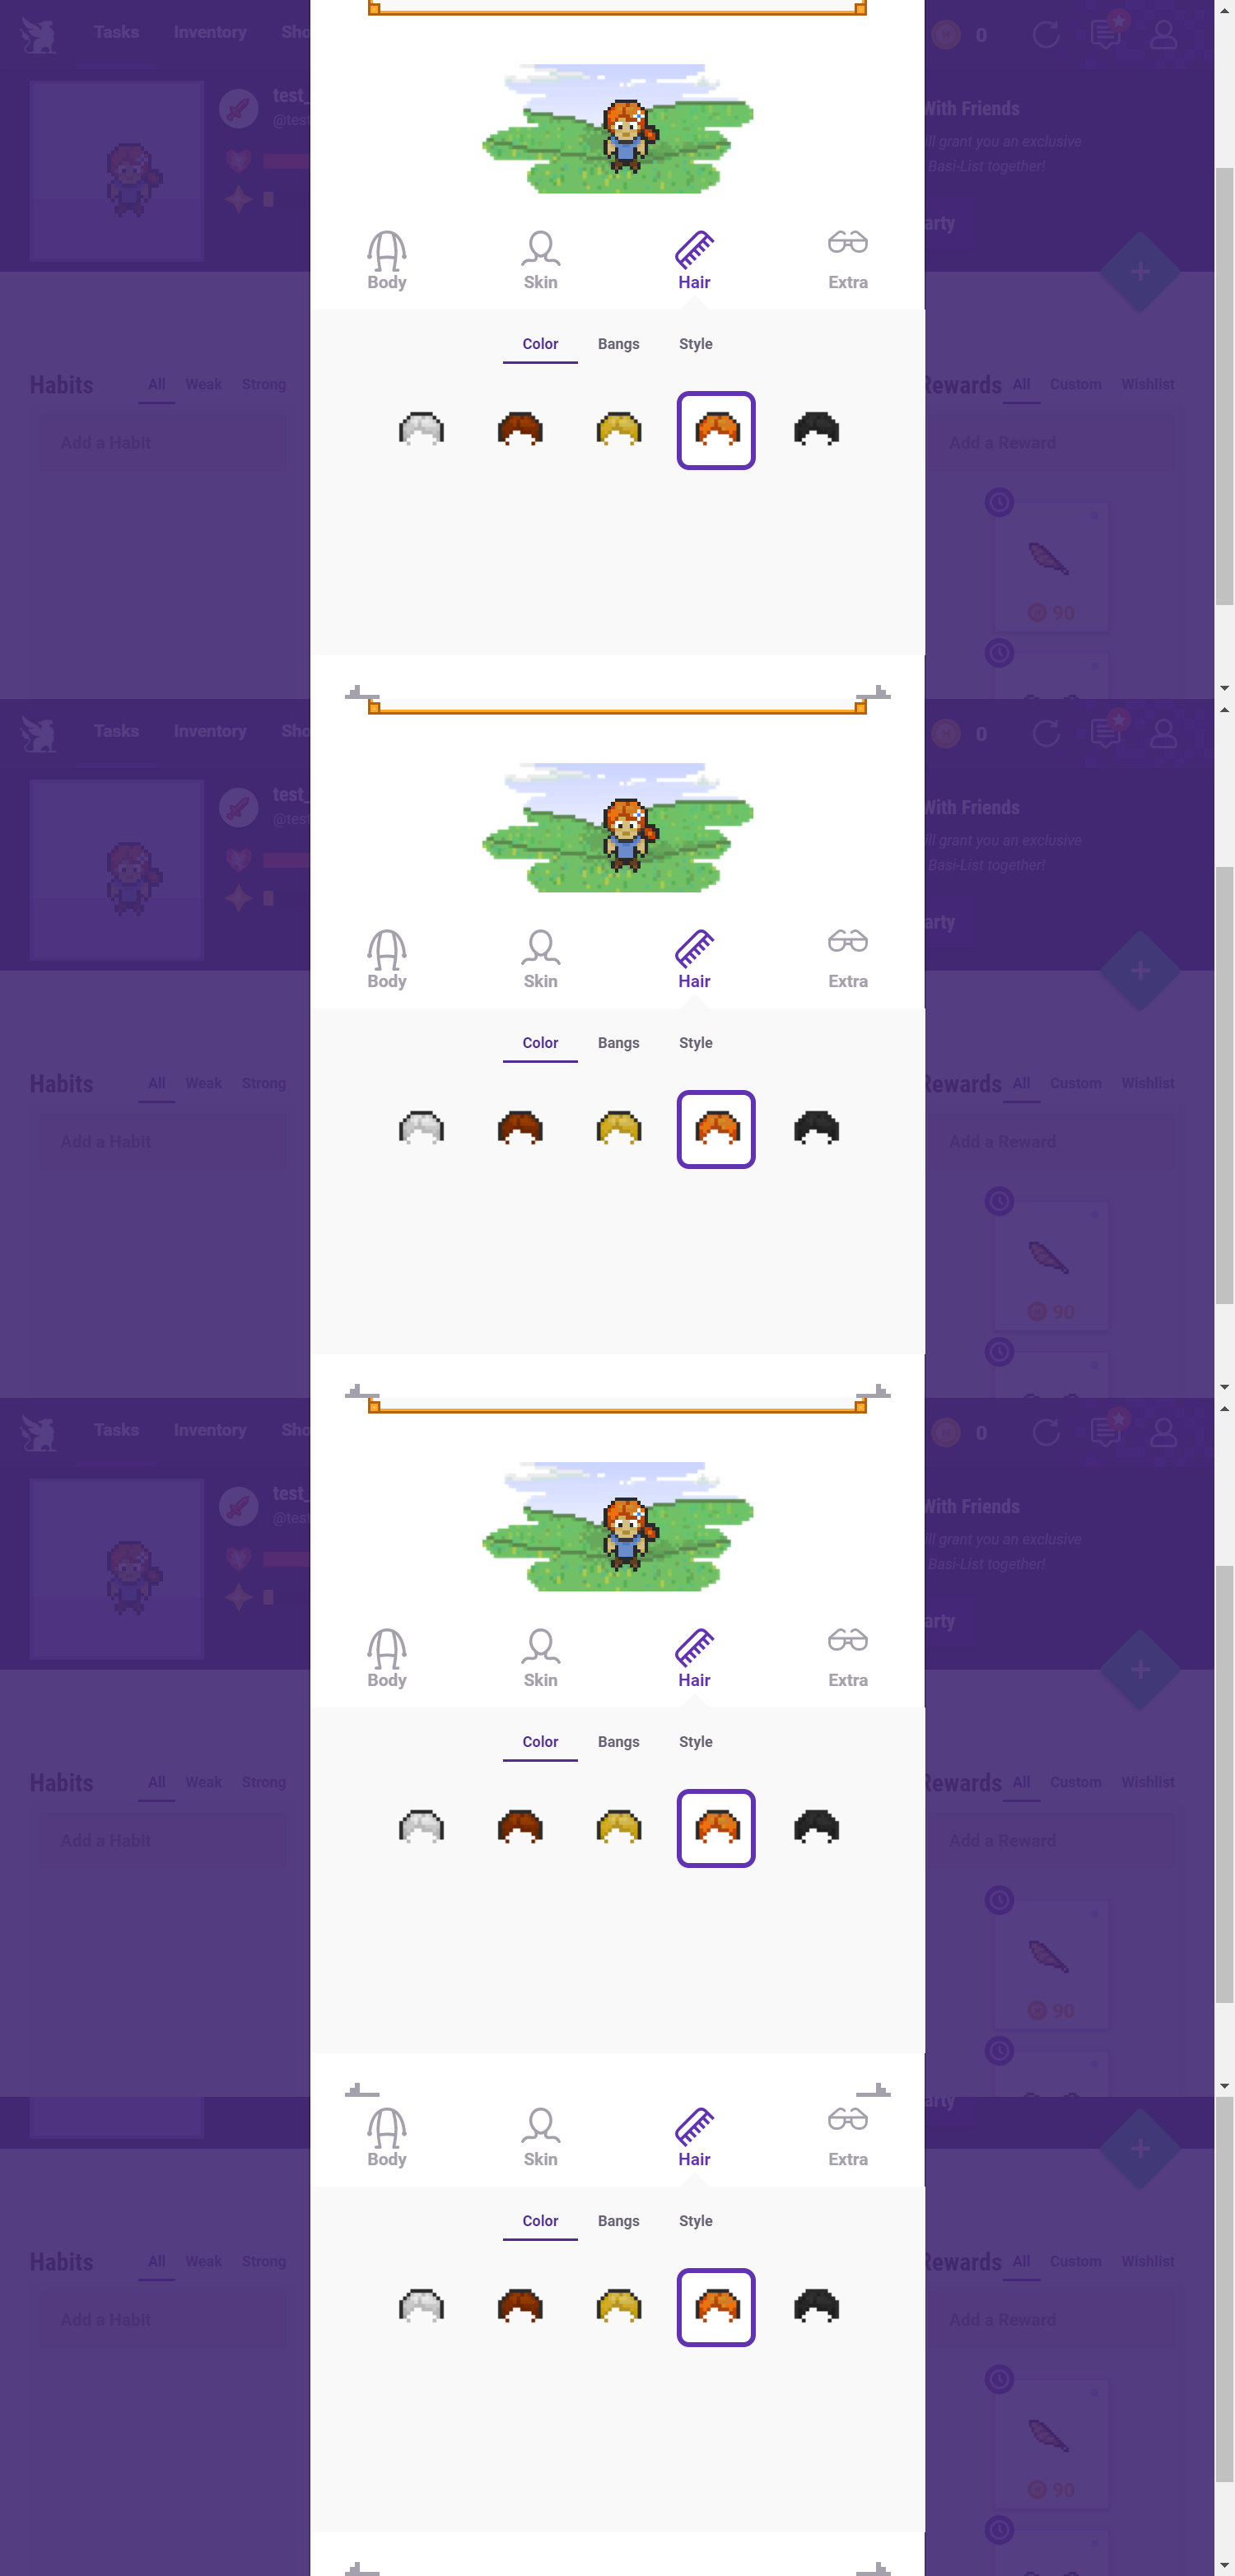 Tasks Inventory Sho 0
test_
@test
With Friends
ill grant you an exclusive
Basi-List together!
arty
Body Skin Hair Extra
Color Bangs Style
Habits All Weak Strong
Rewards All Custom Wishlist
Add a Habit
Add a Reward
90
Tasks Inventory Sho 0
test_
@test
With Friends
ill grant you an exclusive
Basi-List together!
arty
Body Skin Hair Extra
Color Bangs Style
Habits All Weak Strong
Rewards All Custom Wishlist
Add a Habit
Add a Reward
90
Tasks Inventory Sho 0
test_
@test
With Friends
ill grant you an exclusive
Basi-List together!
arty
Body Skin Hair Extra
Color Bangs Style
Habits All Weak Strong
Rewards All Custom Wishlist
Add a Habit
Add a Reward
90
arty
Body Skin Hair Extra
Color Bangs Style
Habits All Weak Strong
Rewards All Custom Wishlist
Add a Habit
Add a Reward
90